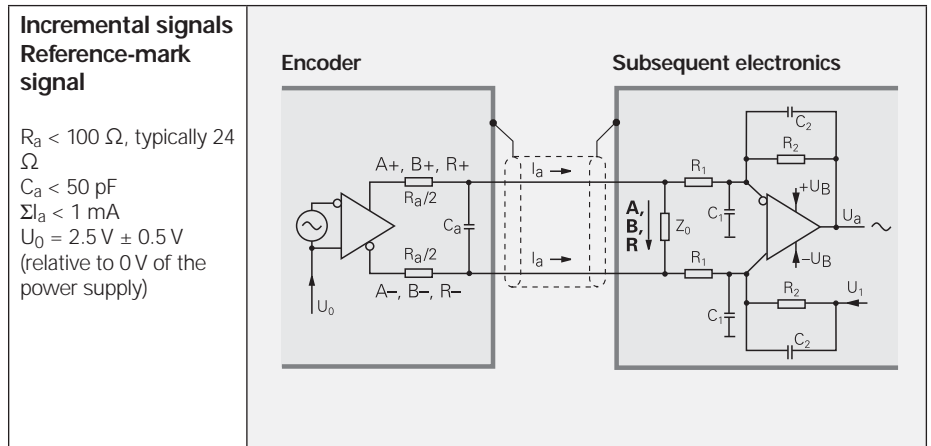 Incremental signals
Reference-mark
signal
Rₐ < 100 Ω, typically 24
Ω
Cₐ < 50 pF
ΣIₐ < 1 mA
U₀ = 2.5 V ± 0.5 V
(relative to 0 V of the
power supply)
Encoder
Subsequent electronics
A+, B+, R+
Rₐ/2
Cₐ
Rₐ/2
A–, B–, R–
U₀
Iₐ
Iₐ
A,
B,
R
Z₀
R₁
C₁
R₁
C₁
C₂
R₂
+U_B
Uₐ
–U_B
R₂
U₁
C₂